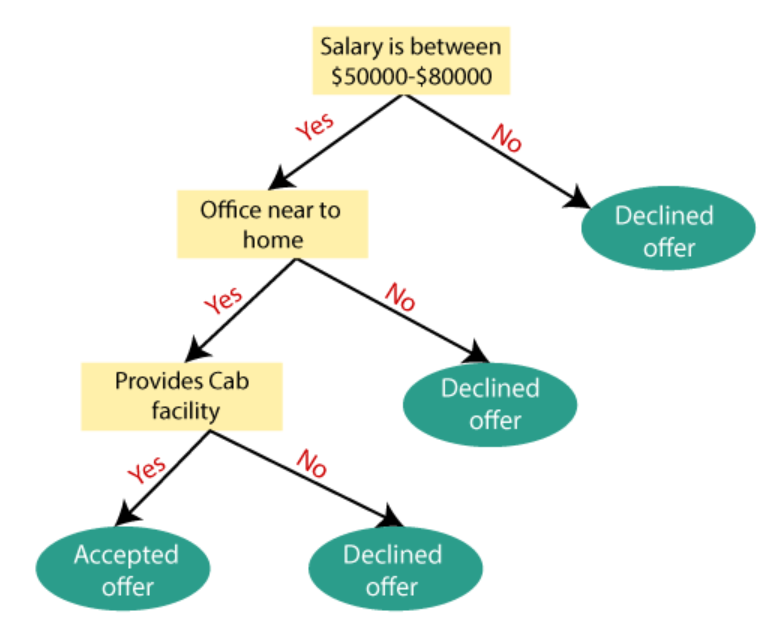 Salary is between
$50000-$80000
Yes
No
Office near to
home
Declined
offer
Yes
No
Provides Cab
facility
Declined
offer
Yes
No
Accepted
offer
Declined
offer